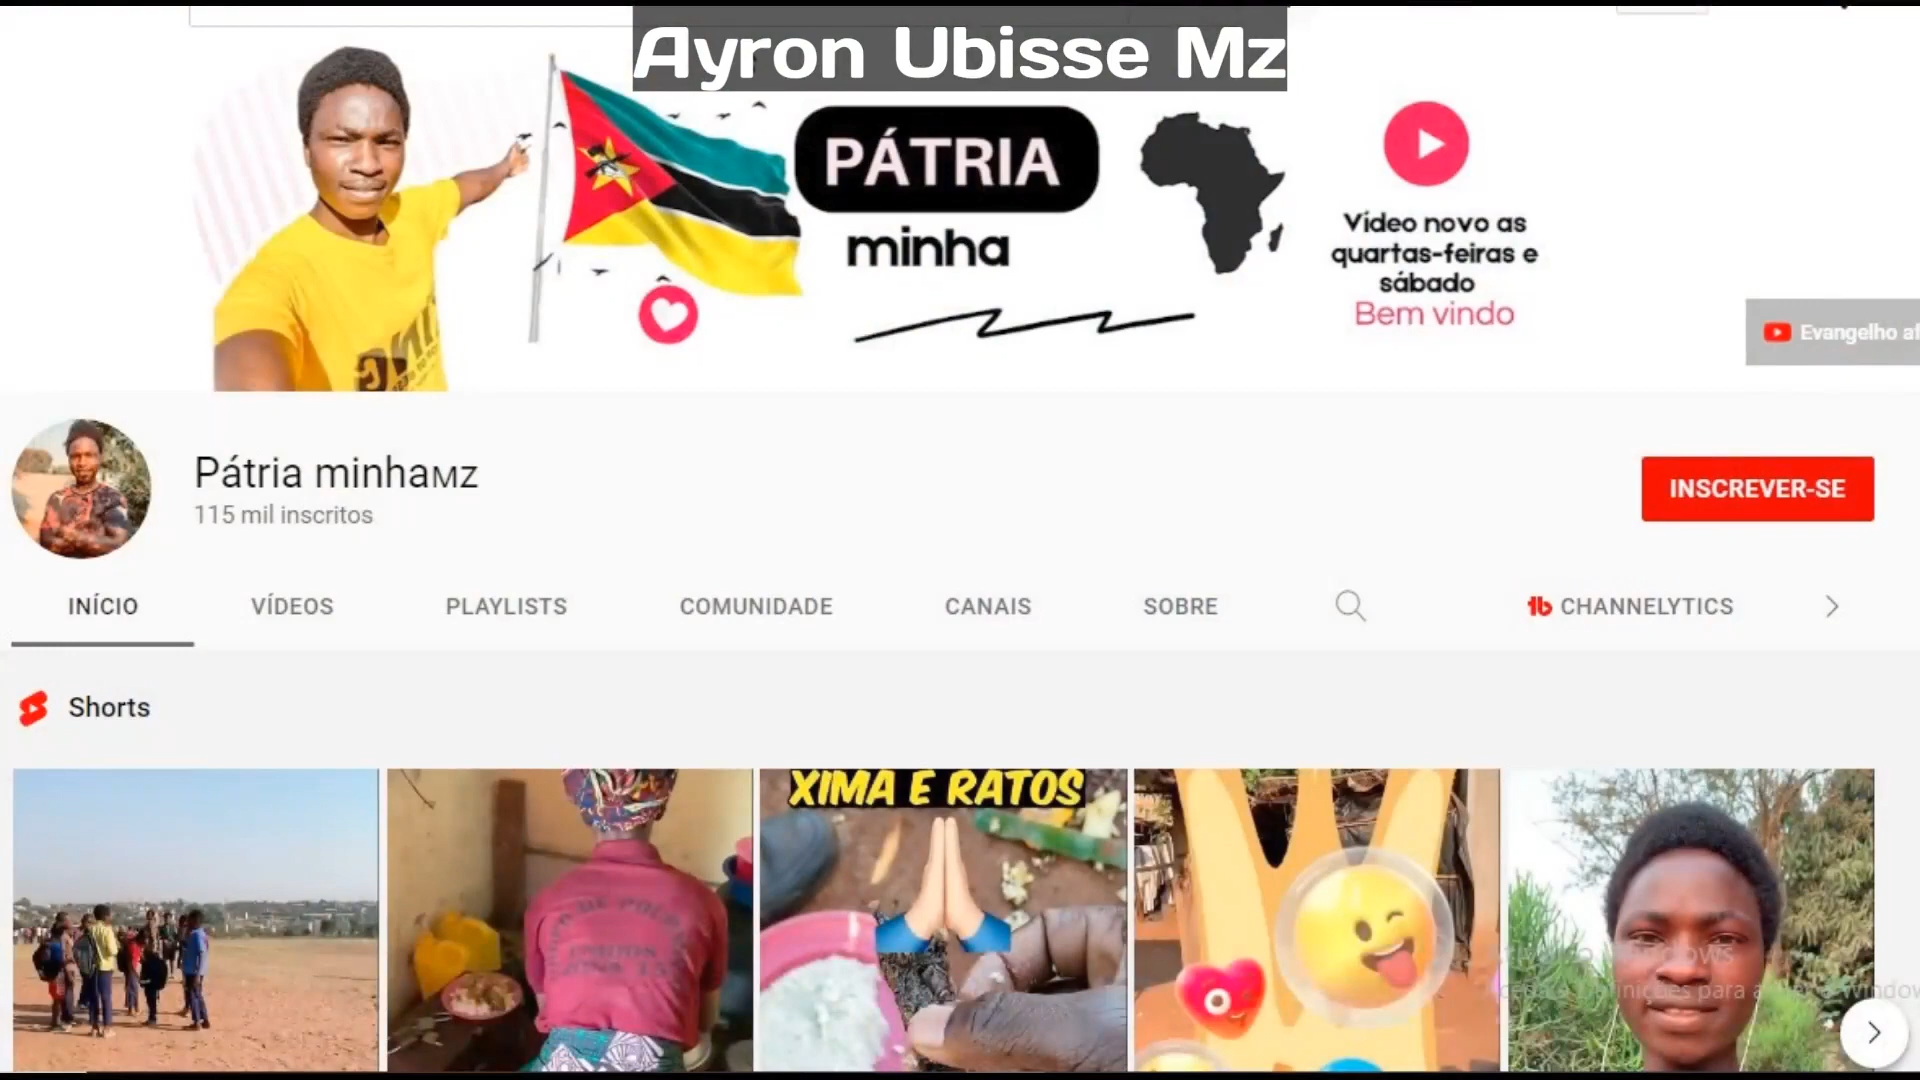 Ayron Ubisse Mz
PÁTRIA
minha
Vídeo novo as
quartas-feiras e
sábado
Bem vindo
Evangelho af
Pátria minhaMZ
115 mil inscritos
INSCREVER-SE
INÍCIO
VÍDEOS
PLAYLISTS
COMUNIDADE
CANAIS
SOBRE
CHANNELYTICS
Shorts
XIMA E RATOS